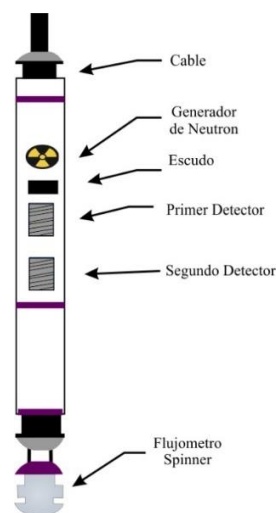 Cable
Generador
de Neutron
Escudo
Primer Detector
Segundo Detector
Flujometro
Spinner